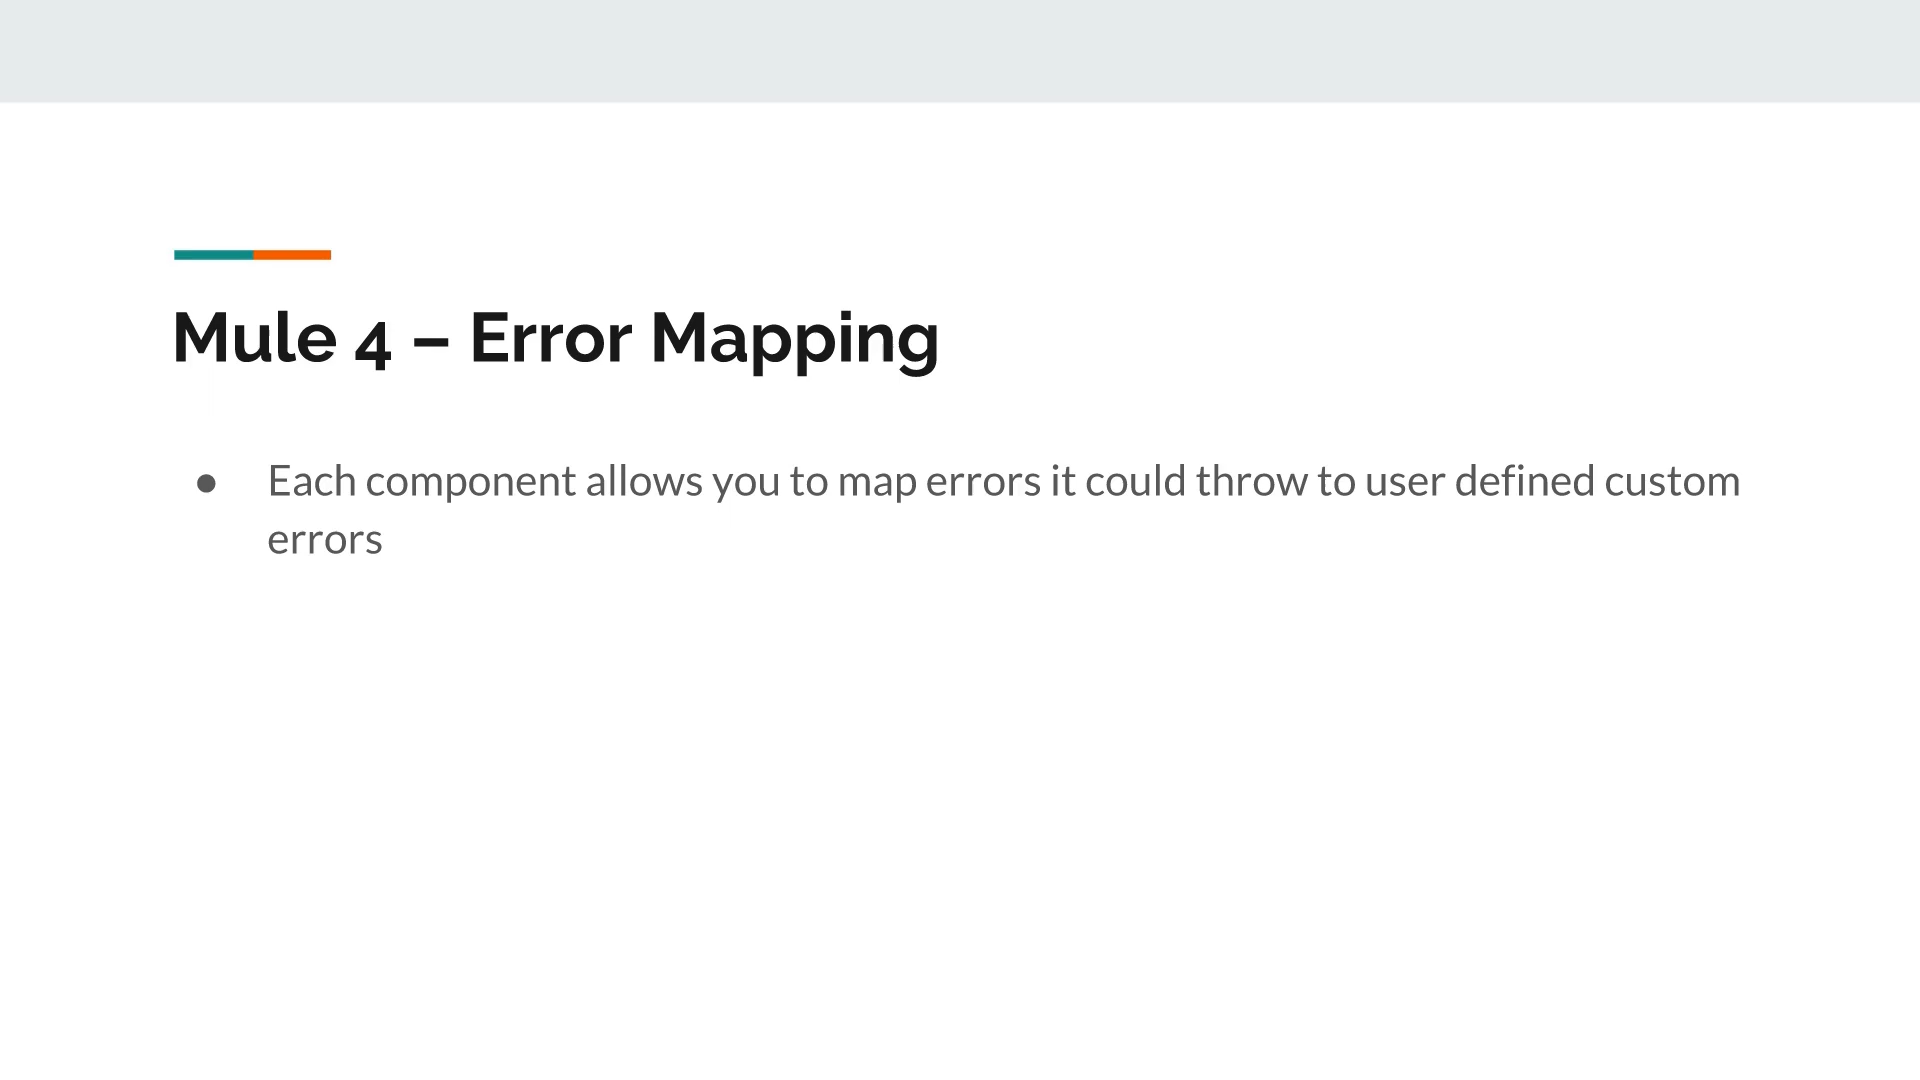 Mule 4 – Error Mapping
● Each component allows you to map errors it could throw to user defined custom
errors